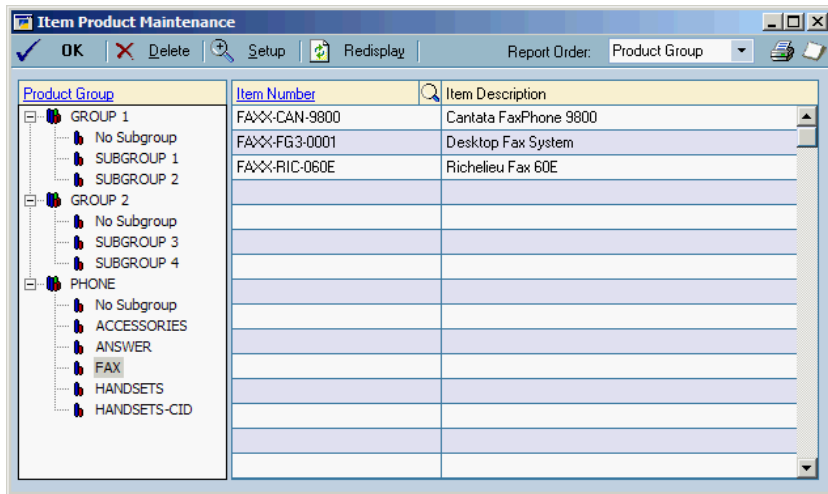 Item Product Maintenance
OK Delete Setup Redisplay Report Order: Product Group
Product Group
GROUP 1
No Subgroup
SUBGROUP 1
SUBGROUP 2
GROUP 2
No Subgroup
SUBGROUP 3
SUBGROUP 4
PHONE
No Subgroup
ACCESSORIES
ANSWER
FAX
HANDSETS
HANDSETS-CID
Item Number Item Description
FAXX-CAN-9800 Cantata FaxPhone 9800
FAXX-FG3-0001 Desktop Fax System
FAXX-RIC-060E Richelieu Fax 60E